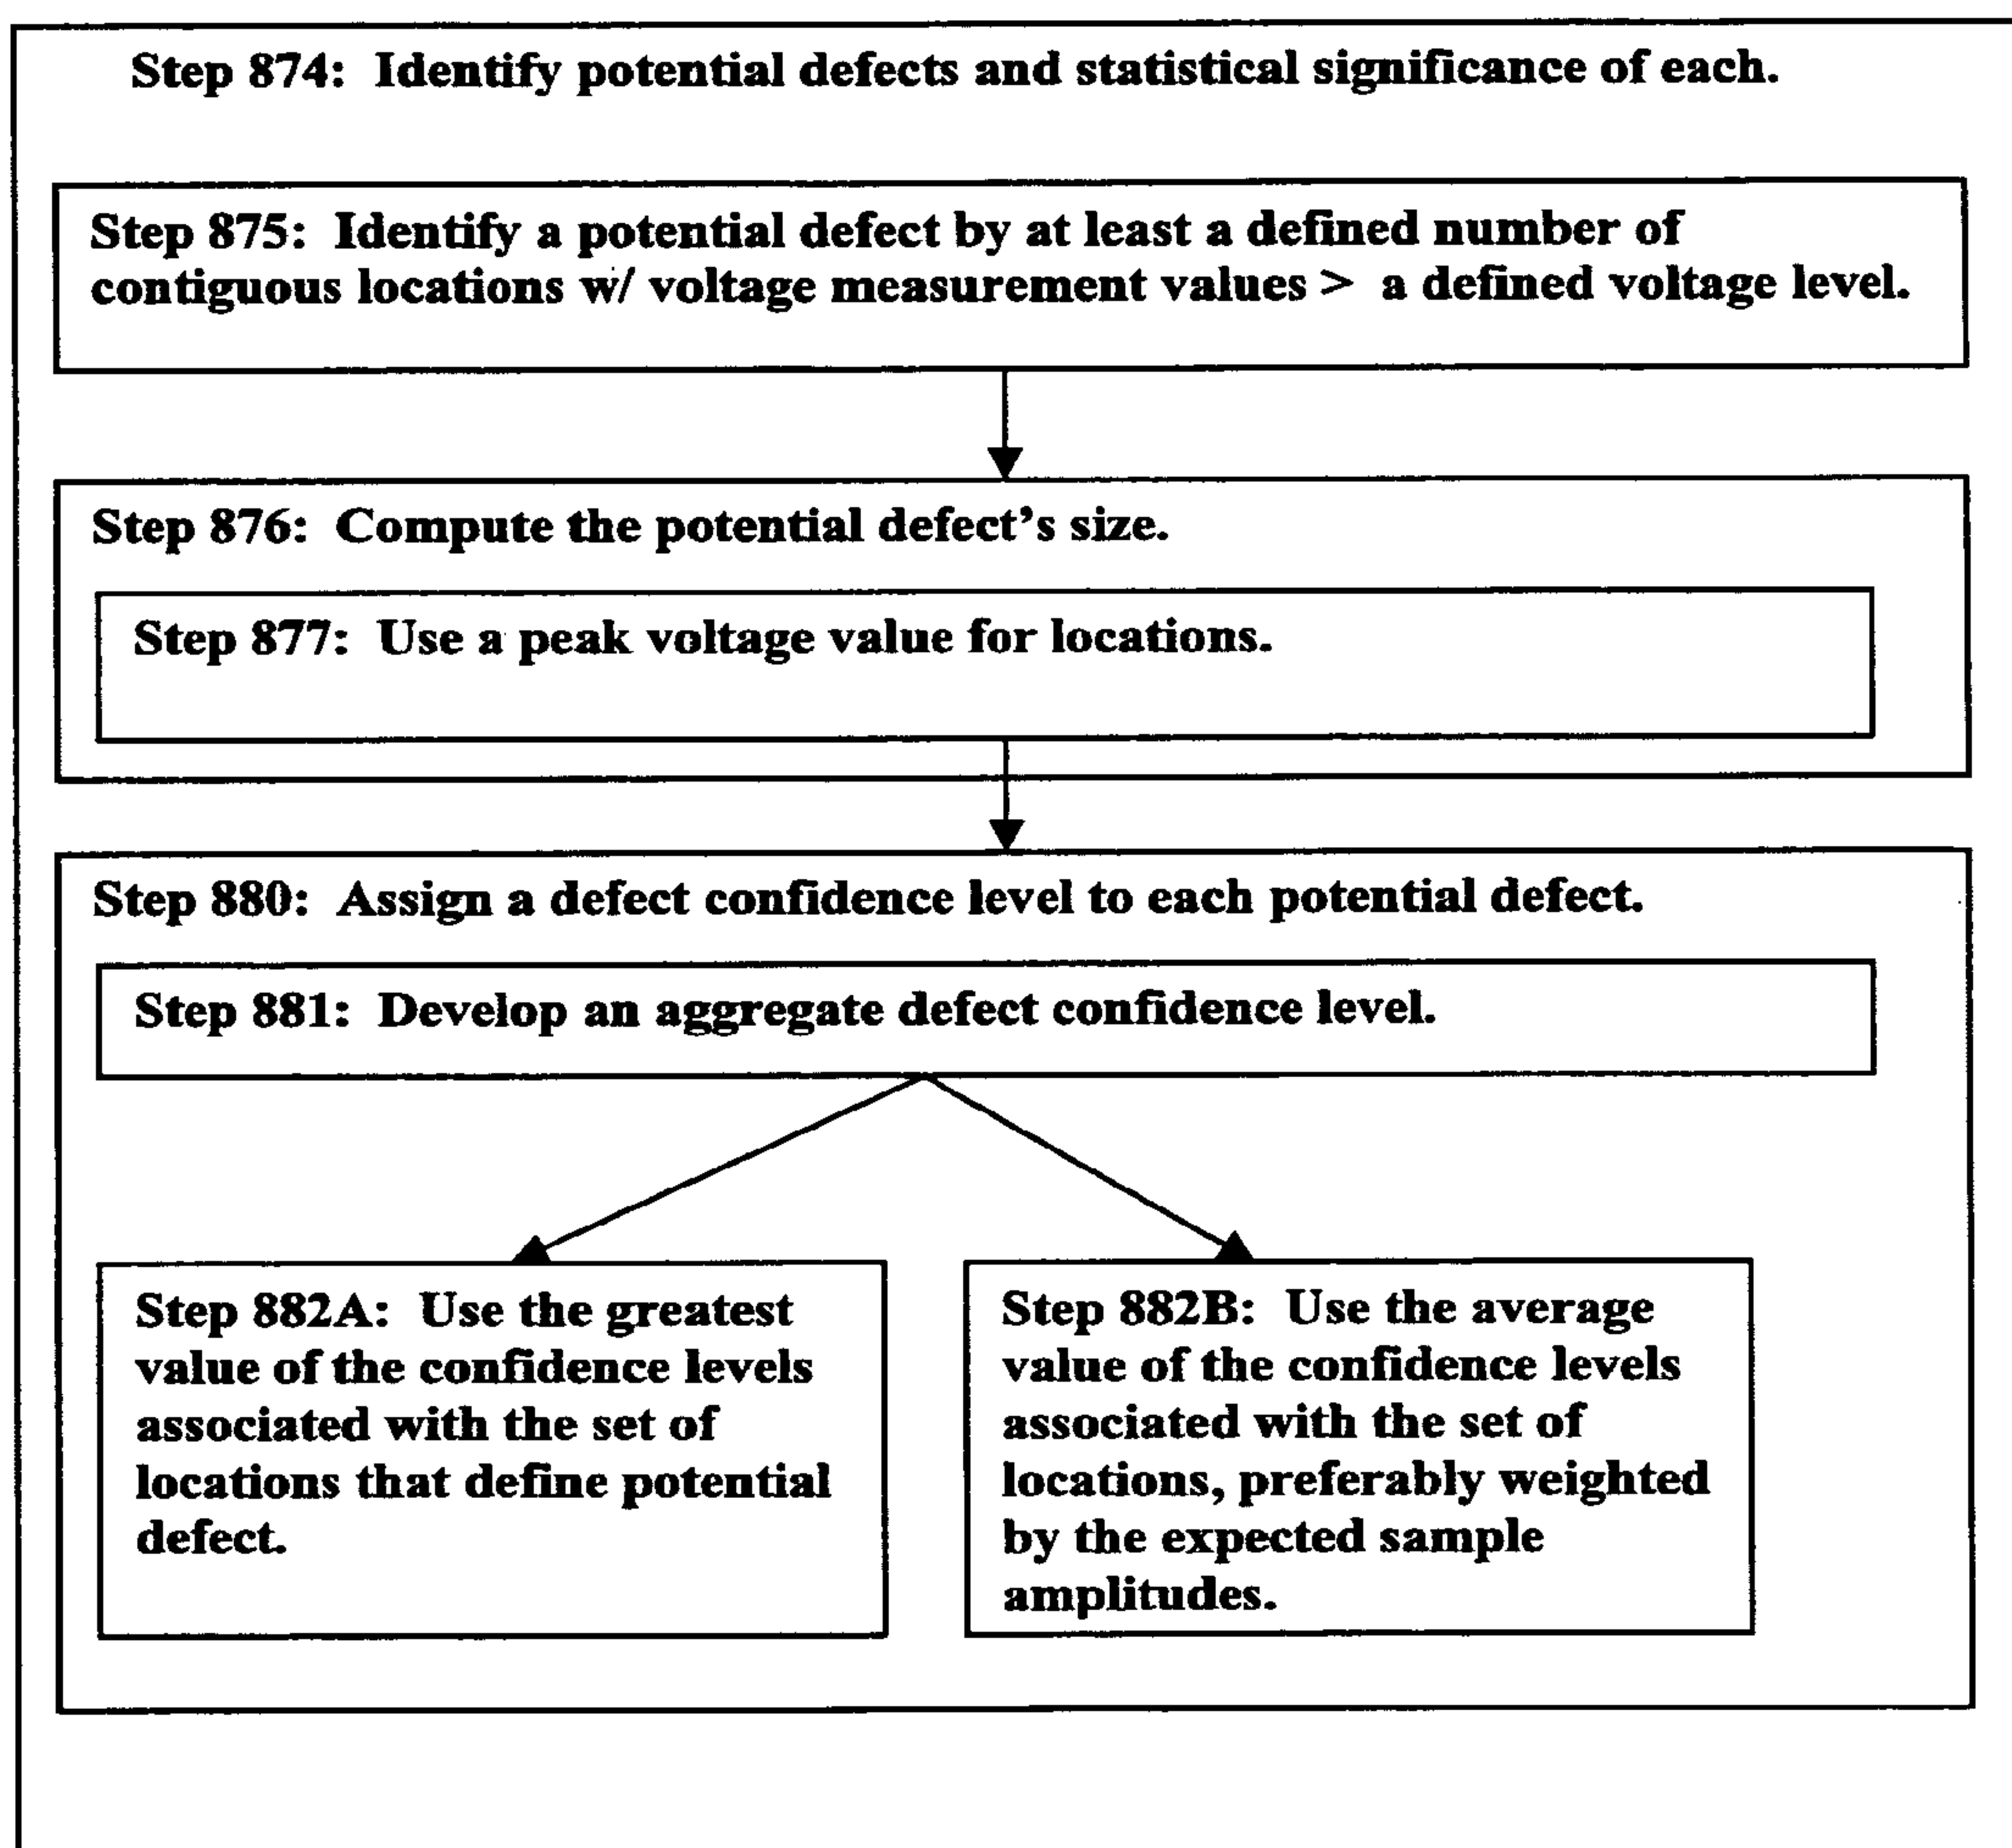 Step 874: Identify potential defects and statistical significance of each.
Step 875: Identify a potential defect by at least a defined number of
contiguous locations w/ voltage measurement values > a defined voltage level.
Step 876: Compute the potential defect's size.
Step 877: Use a peak voltage value for locations.
Step 880: Assign a defect confidence level to each potential defect.
Step 881: Develop an aggregate defect confidence level.
Step 882A: Use the greatest
value of the confidence levels
associated with the set of
locations that define potential
defect.
Step 882B: Use the average
value of the confidence levels
associated with the set of
locations, preferably weighted
by the expected sample
amplitudes.